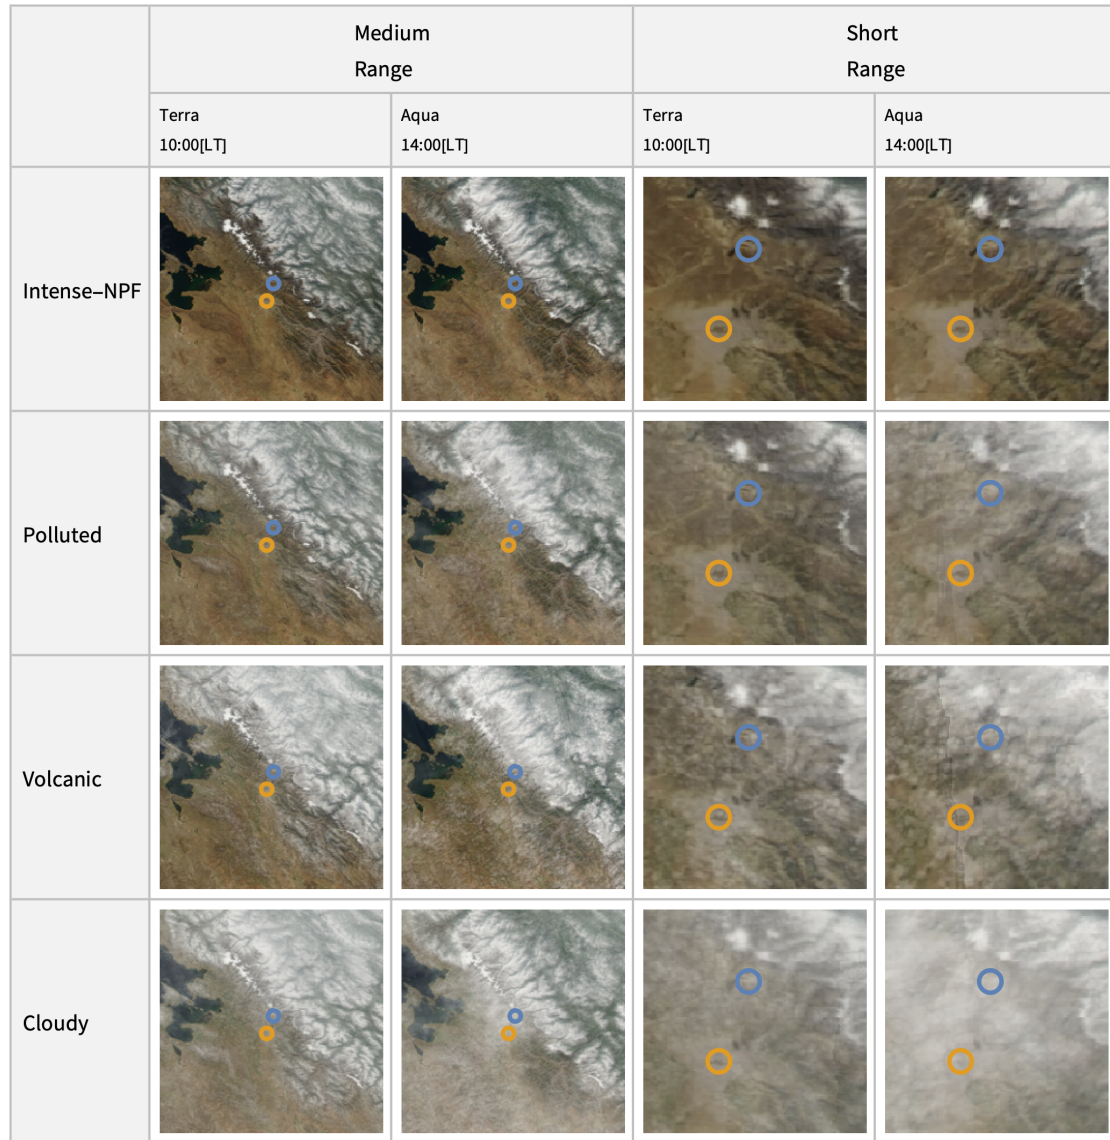 Medium
Range
Short
Range
Terra
10:00[LT]
Aqua
14:00[LT]
Terra
10:00[LT]
Aqua
14:00[LT]
Intense–NPF
Polluted
Volcanic
Cloudy